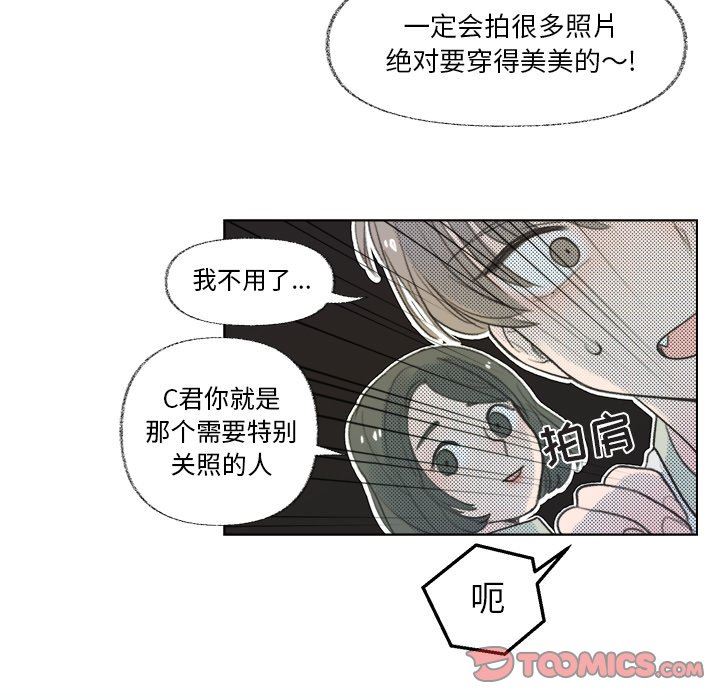 一定会拍很多照片
绝对要穿得美美的～!
我不用了...
C君你就是
那个需要特别
关照的人
拍肩
呃
TOOMICS.COM